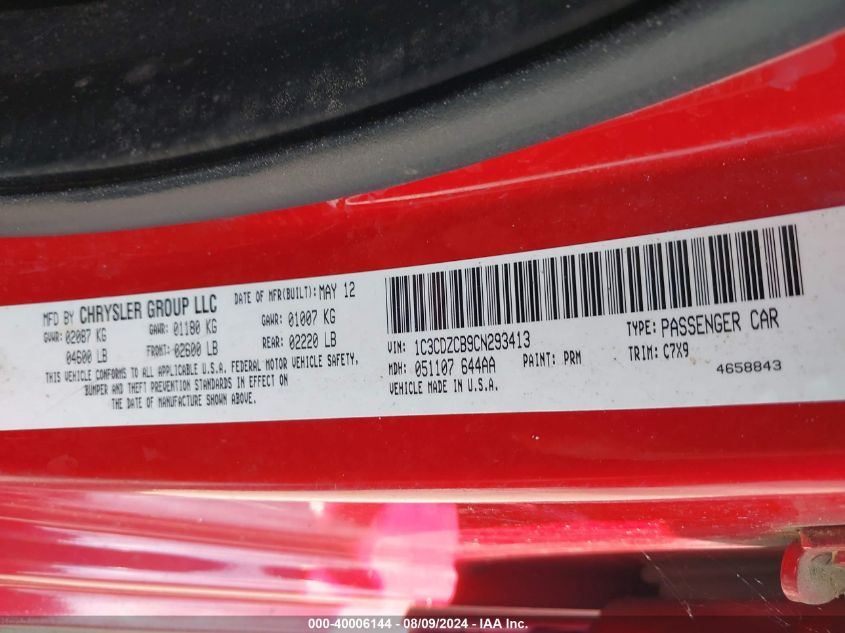 MFD BY CHRYSLER GROUP LLC DATE OF MFR(BUILT): MAY 12
GVWR: 02087 KG GAWR: 01180 KG GAWR: 01007 KG
04600 LB FRONT: 02600 LB REAR: 02220 LB
THIS VEHICLE CONFORMS TO ALL APPLICABLE U.S.A. FEDERAL MOTOR VEHICLE SAFETY,
BUMPER AND THEFT PREVENTION STANDARDS IN EFFECT ON
THE DATE OF MANUFACTURE SHOWN ABOVE.
VIN: 1C3CDZCB9CN293413 TYPE: PASSENGER CAR
MDH: 051107 644AA PAINT: PRM TRIM: C7X9
VEHICLE MADE IN U.S.A. 4658843
000-40006144 - 08/09/2024 - IAA Inc.